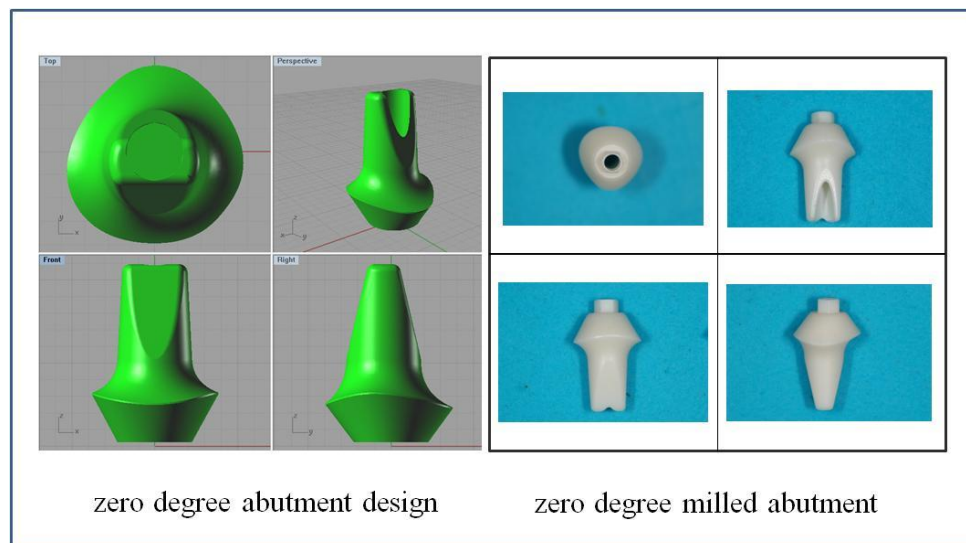 Top
Perspective
y
x
z
x
y
Front
Right
z
x
z
y
zero degree abutment design
zero degree milled abutment